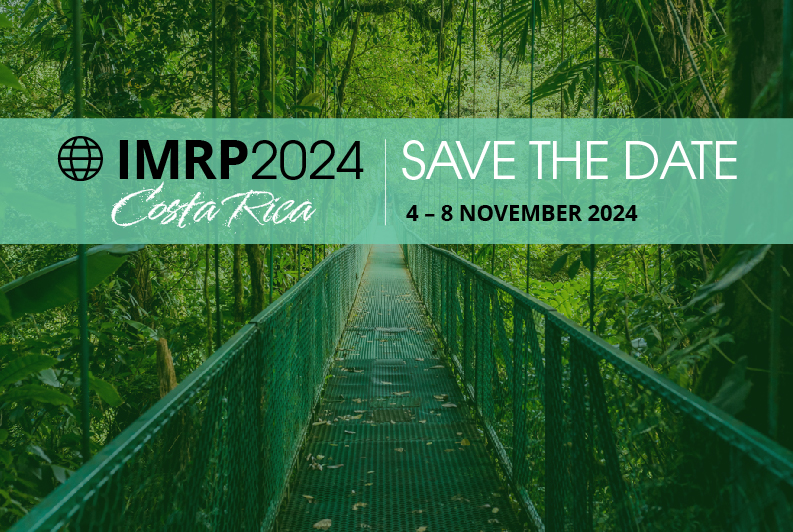 IMRP2024
Costa Rica
SAVE THE DATE
4 – 8 NOVEMBER 2024